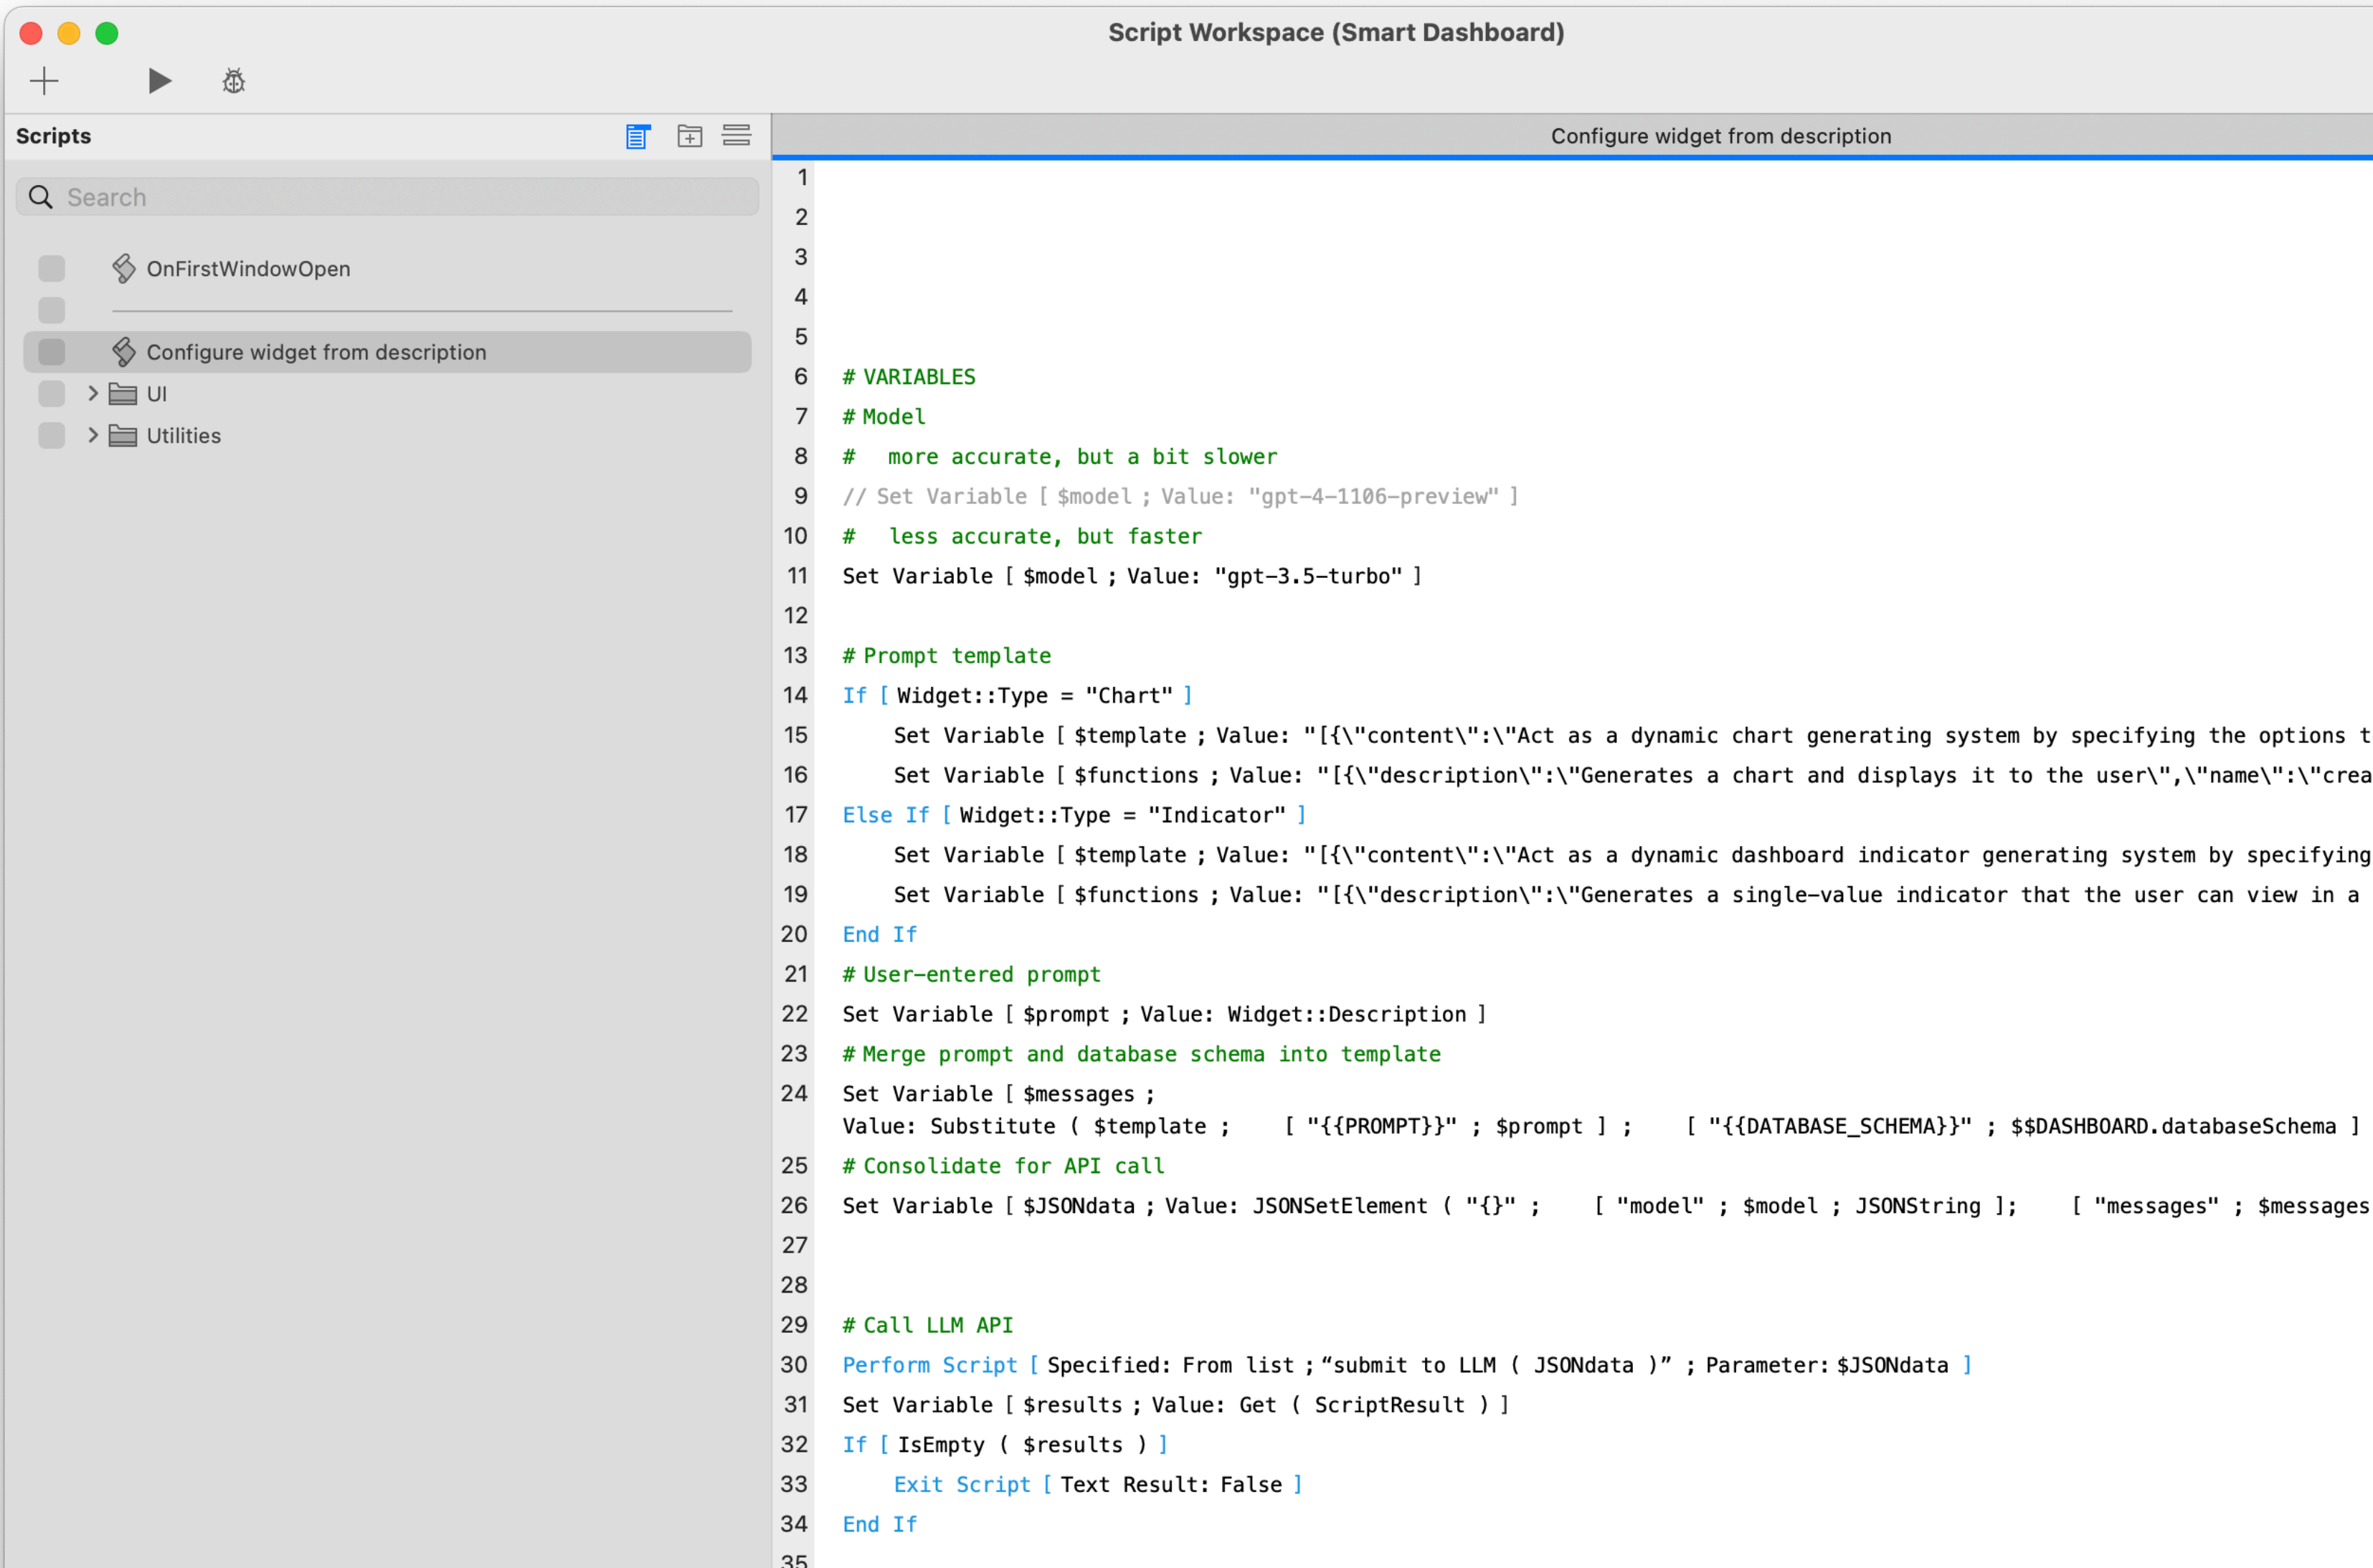 Script Workspace (Smart Dashboard)
Scripts
Search
OnFirstWindowOpen
Configure widget from description
UI
Utilities
Configure widget from description
1
2
3
4
5
6 # VARIABLES
7 # Model
8 #   more accurate, but a bit slower
9 // Set Variable [ $model ; Value: "gpt-4-1106-preview" ]
10 #   less accurate, but faster
11 Set Variable [ $model ; Value: "gpt-3.5-turbo" ]
12
13 # Prompt template
14 If [ Widget::Type = "Chart" ]
15     Set Variable [ $template ; Value: "[{\"content\":\"Act as a dynamic chart generating system by specifying the options t
16     Set Variable [ $functions ; Value: "[{\"description\":\"Generates a chart and displays it to the user\",\"name\":\"crea
17 Else If [ Widget::Type = "Indicator" ]
18     Set Variable [ $template ; Value: "[{\"content\":\"Act as a dynamic dashboard indicator generating system by specifying
19     Set Variable [ $functions ; Value: "[{\"description\":\"Generates a single-value indicator that the user can view in a
20 End If
21 # User-entered prompt
22 Set Variable [ $prompt ; Value: Widget::Description ]
23 # Merge prompt and database schema into template
24 Set Variable [ $messages ;
Value: Substitute ( $template ;    [ "{{PROMPT}}" ; $prompt ] ;    [ "{{DATABASE_SCHEMA}}" ; $$DASHBOARD.databaseSchema ]
25 # Consolidate for API call
26 Set Variable [ $JSONdata ; Value: JSONSetElement ( "{}" ;    [ "model" ; $model ; JSONString ];    [ "messages" ; $messages
27
28
29 # Call LLM API
30 Perform Script [ Specified: From list ; “submit to LLM ( JSONdata )” ; Parameter: $JSONdata ]
31 Set Variable [ $results ; Value: Get ( ScriptResult ) ]
32 If [ IsEmpty ( $results ) ]
33     Exit Script [ Text Result: False ]
34 End If
35